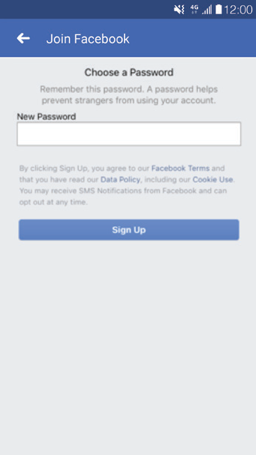 4G 12:00
Join Facebook
Choose a Password
Remember this password. A password helps
prevent strangers from using your account.
New Password
By clicking Sign Up, you agree to our Facebook Terms and
that you have read our Data Policy, including our Cookie Use.
You may receive SMS Notifications from Facebook and can
opt out at any time.
Sign Up